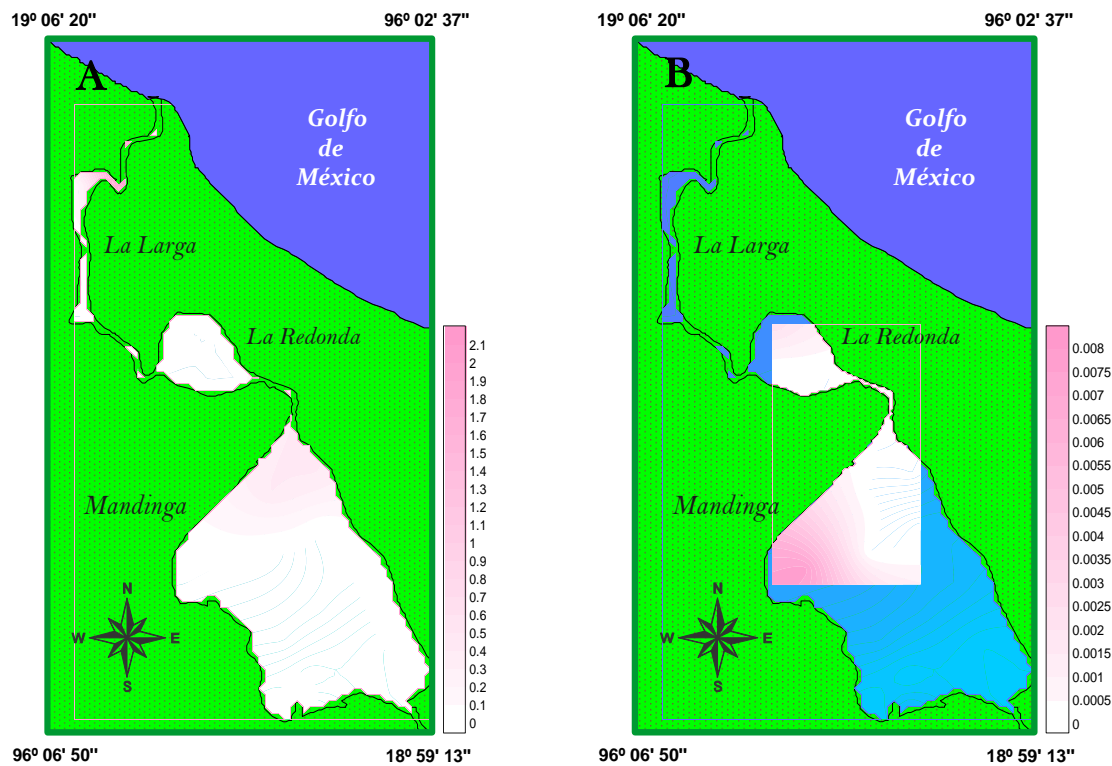 19º 06' 20"
96º 02' 37"
A
Golfo
de
México
La Larga
La Redonda
Mandinga
N
W
E
S
2.1
2
1.9
1.8
1.7
1.6
1.5
1.4
1.3
1.2
1.1
1
0.9
0.8
0.7
0.6
0.5
0.4
0.3
0.2
0.1
0
96º 06' 50"
18º 59' 13"
19º 06' 20"
96º 02' 37"
B
Golfo
de
México
La Larga
La Redonda
Mandinga
N
W
E
S
0.008
0.0075
0.007
0.0065
0.006
0.0055
0.005
0.0045
0.004
0.0035
0.003
0.0025
0.002
0.0015
0.001
0.0005
0
96º 06' 50"
18º 59' 13"